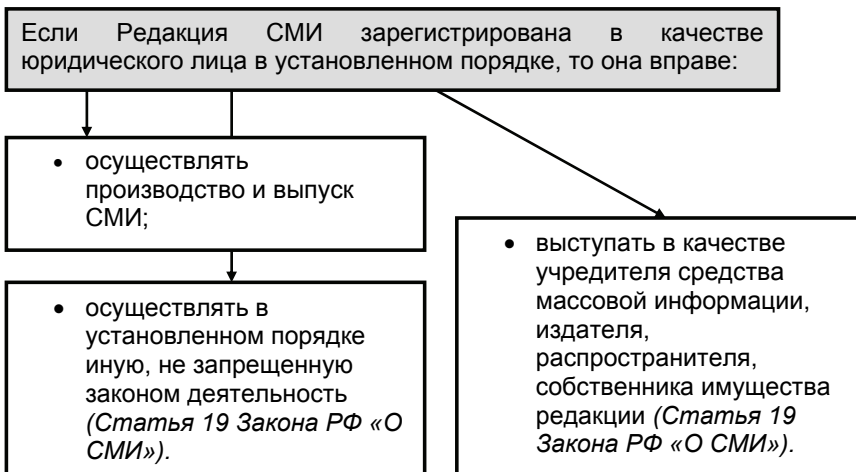 Если Редакция СМИ зарегистрирована в качестве
юридического лица в установленном порядке, то она вправе:
• осуществлять
производство и выпуск
СМИ;
• осуществлять в
установленном порядке
иную, не запрещенную
законом деятельность
(Статья 19 Закона РФ «О
СМИ»).
• выступать в качестве
учредителя средства
массовой информации,
издателя,
распространителя,
собственника имущества
редакции (Статья 19
Закона РФ «О СМИ»).